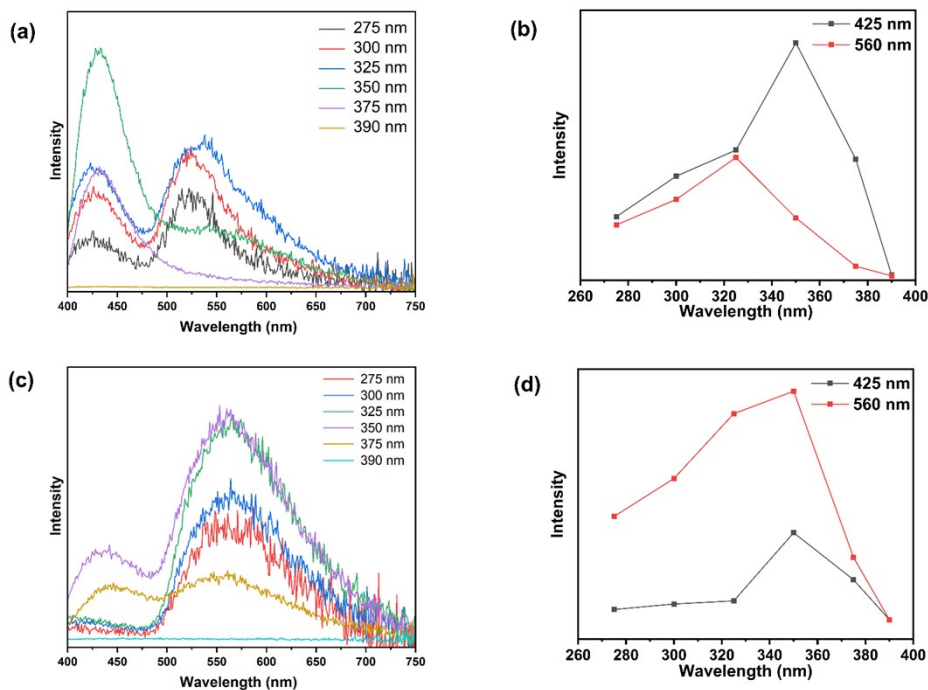 (a)
275 nm
300 nm
325 nm
350 nm
375 nm
390 nm
Intensity
400 450 500 550 600 650 700 750
Wavelength (nm)
(b)
425 nm
560 nm
Intensity
260 280 300 320 340 360 380 400
Wavelength (nm)
(c)
275 nm
300 nm
325 nm
350 nm
375 nm
390 nm
Intensity
400 450 500 550 600 650 700 750
Wavelength (nm)
(d)
425 nm
560 nm
Intensity
260 280 300 320 340 360 380 400
Wavelength (nm)